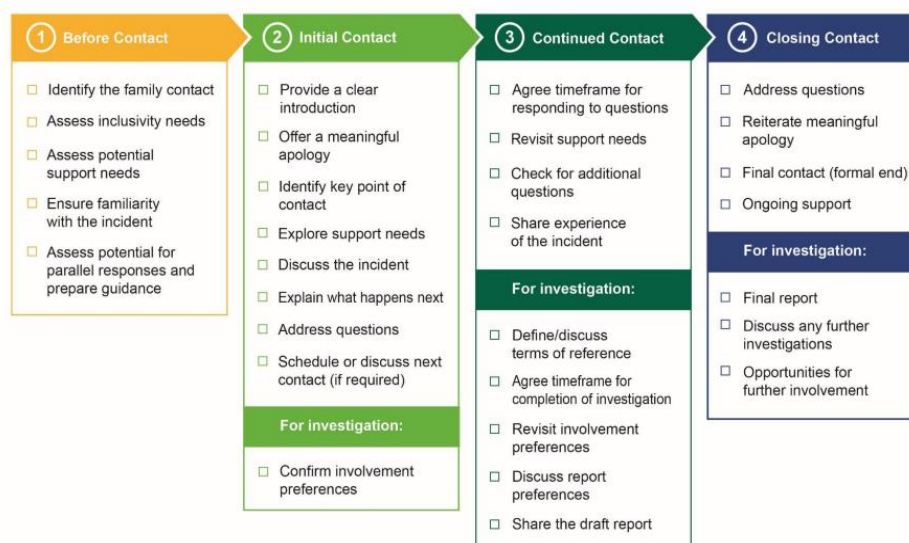 1 Before Contact
Identify the family contact
Assess inclusivity needs
Assess potential
support needs
Ensure familiarity
with the incident
Assess potential for
parallel responses and
prepare guidance
2 Initial Contact
Provide a clear
introduction
Offer a meaningful
apology
Identify key point of
contact
Explore support needs
Discuss the incident
Explain what happens next
Address questions
Schedule or discuss next
contact (if required)
For investigation:
Confirm involvement
preferences
3 Continued Contact
Agree timeframe for
responding to questions
Revisit support needs
Check for additional
questions
Share experience
of the incident
For investigation:
Define/discuss
terms of reference
Agree timeframe for
completion of investigation
Revisit involvement
preferences
Discuss report
preferences
Share the draft report
4 Closing Contact
Address questions
Reiterate meaningful
apology
Final contact (formal end)
Ongoing support
For investigation:
Final report
Discuss any further
investigations
Opportunities for
further involvement